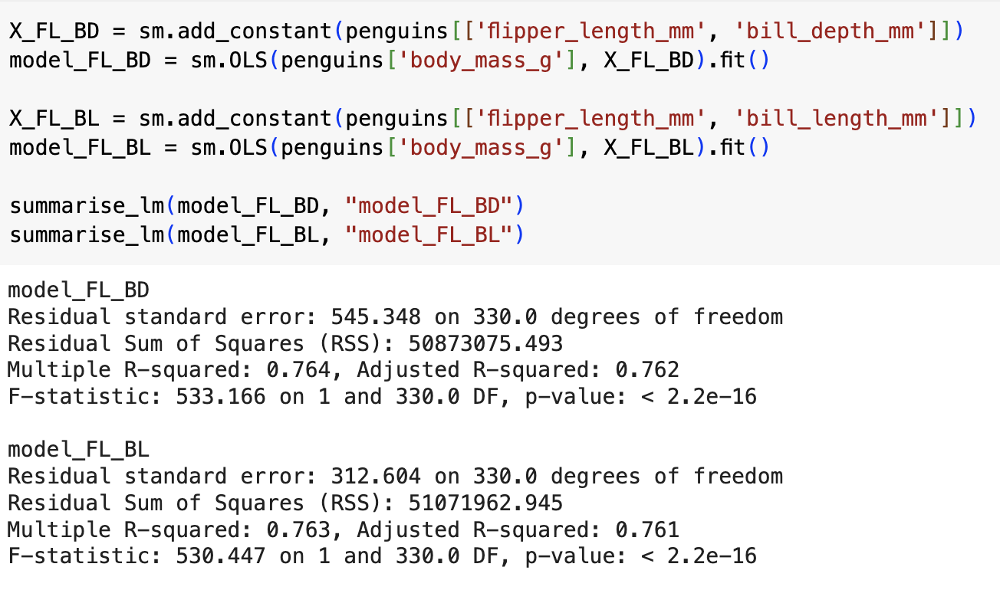 X_FL_BD = sm.add_constant(penguins[['flipper_length_mm', 'bill_depth_mm']])
model_FL_BD = sm.OLS(penguins['body_mass_g'], X_FL_BD).fit()
X_FL_BL = sm.add_constant(penguins[['flipper_length_mm', 'bill_length_mm']])
model_FL_BL = sm.OLS(penguins['body_mass_g'], X_FL_BL).fit()
summarise_lm(model_FL_BD, "model_FL_BD")
summarise_lm(model_FL_BL, "model_FL_BL")
model_FL_BD
Residual standard error: 545.348 on 330.0 degrees of freedom
Residual Sum of Squares (RSS): 50873075.493
Multiple R-squared: 0.764, Adjusted R-squared: 0.762
F-statistic: 533.166 on 1 and 330.0 DF, p-value: < 2.2e-16
model_FL_BL
Residual standard error: 312.604 on 330.0 degrees of freedom
Residual Sum of Squares (RSS): 51071962.945
Multiple R-squared: 0.763, Adjusted R-squared: 0.761
F-statistic: 530.447 on 1 and 330.0 DF, p-value: < 2.2e-16